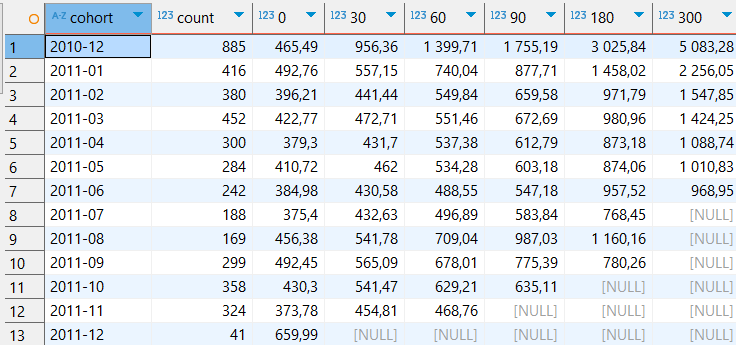 A-Z cohort 123 count 123 0 123 30 123 60 123 90 123 180 123 300
1 2010-12 885 465,49 956,36 1 399,71 1 755,19 3 025,84 5 083,28
2 2011-01 416 492,76 557,15 740,04 877,71 1 458,02 2 256,05
3 2011-02 380 396,21 441,44 549,84 659,58 971,79 1 547,85
4 2011-03 452 422,77 472,71 551,46 672,69 980,96 1 424,25
5 2011-04 300 379,3 431,7 537,38 612,79 873,18 1 088,74
6 2011-05 284 410,72 462 534,28 603,18 874,06 1 010,83
7 2011-06 242 384,98 430,58 488,55 547,18 957,52 968,95
8 2011-07 188 375,4 432,63 496,89 583,84 768,45 [NULL]
9 2011-08 169 456,38 541,78 709,04 987,03 1 160,16 [NULL]
10 2011-09 299 492,45 565,09 678,01 775,39 780,26 [NULL]
11 2011-10 358 430,3 541,47 629,21 635,11 [NULL] [NULL]
12 2011-11 324 373,78 454,81 468,76 [NULL] [NULL] [NULL]
13 2011-12 41 659,99 [NULL] [NULL] [NULL] [NULL] [NULL]